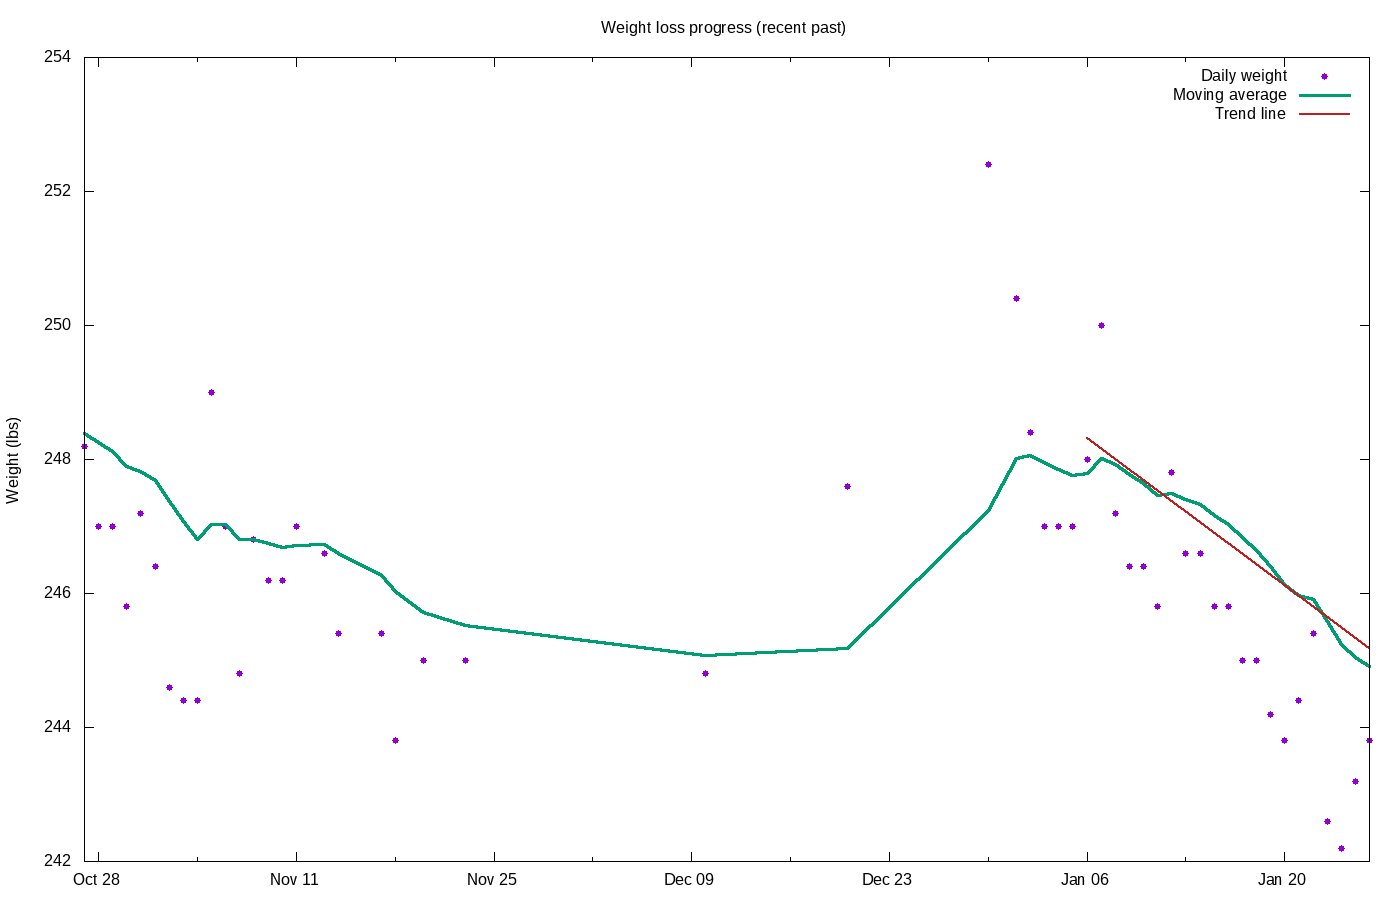 Weight loss progress (recent past)
Daily weight
Moving average
Trend line
Weight (lbs)
254
252
250
248
246
244
242
Oct 28 Nov 11 Nov 25 Dec 09 Dec 23 Jan 06 Jan 20